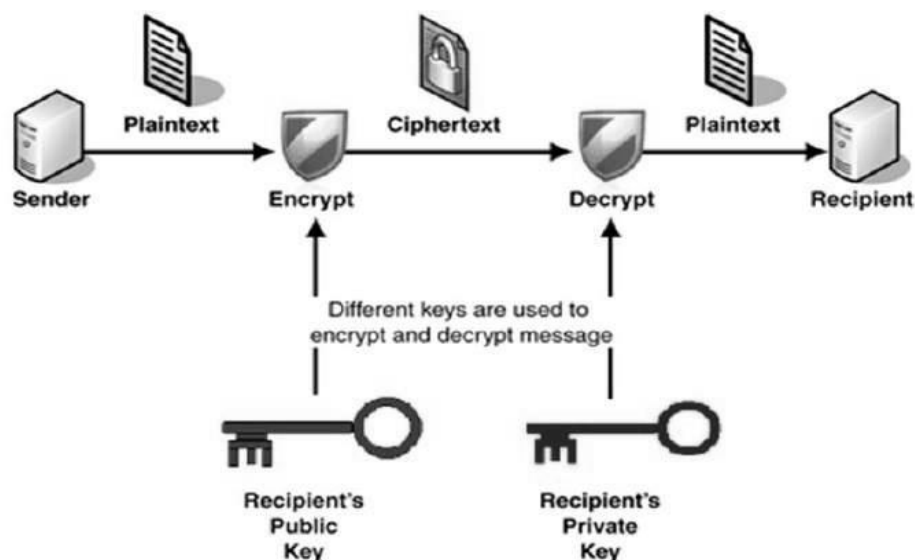 Plaintext
Ciphertext
Plaintext
Sender
Encrypt
Decrypt
Recipient
Different keys are used to
encrypt and decrypt message
Recipient's
Public
Key
Recipient's
Private
Key